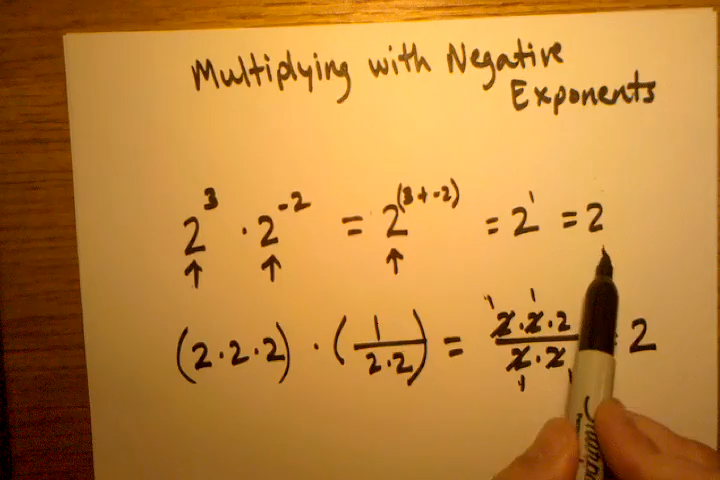 Multiplying with Negative
Exponents
2³ · 2⁻² = 2⁽³⁺⁻²⁾ = 2¹ = 2
↑ ↑ ↑
(2·2·2) · (1/(2·2)) = (2·2·2)/(2·2) 2